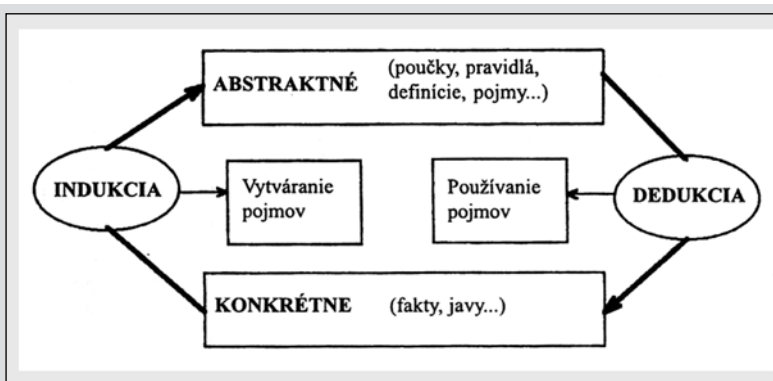 ABSTRAKTNÉ (poučky, pravidlá,
definície, pojmy...)
INDUKCIA
Vytváranie
pojmov
Používanie
pojmov
DEDUKCIA
KONKRÉTNE (fakty, javy...)